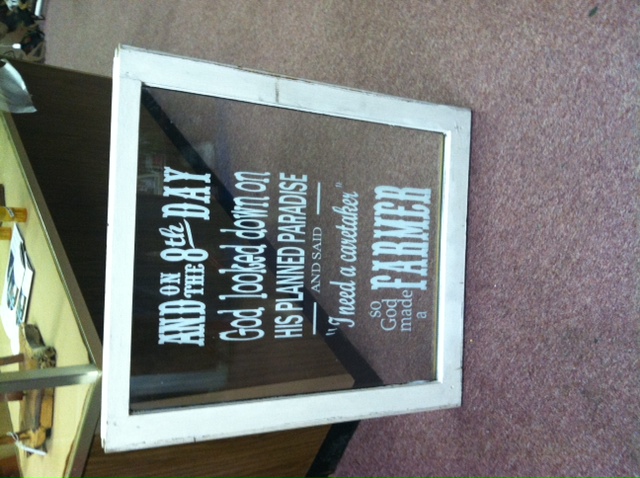 AND ON THE 8th DAY
God looked down on
HIS PLANNED PARADISE
AND SAID
"I need a caretaker"
so God made a FARMER